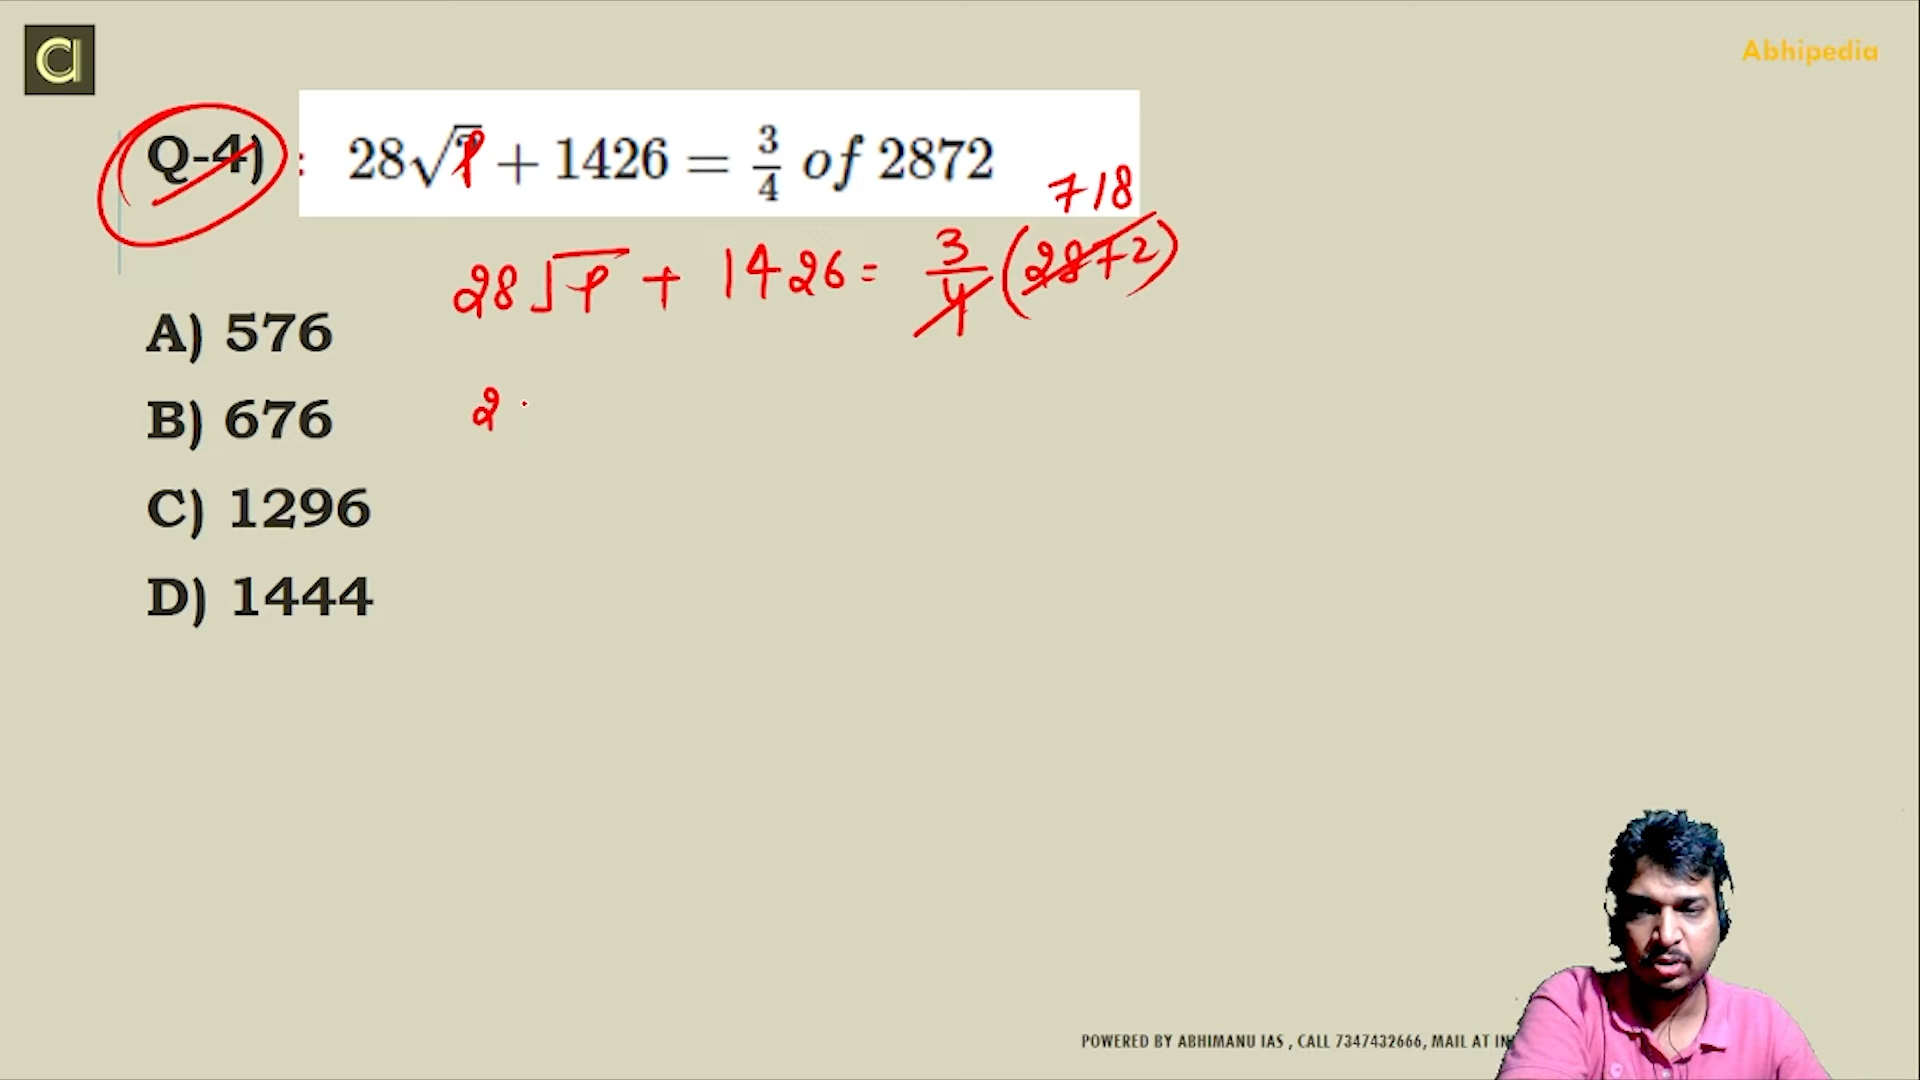 Abhipedia
Q-4) : 28√? + 1426 = 3/4 of 2872
718
28√P + 1426 = 3/4 (2872)
A) 576
2
B) 676
C) 1296
D) 1444
POWERED BY ABHIMANU IAS , CALL 7347432666, MAIL AT